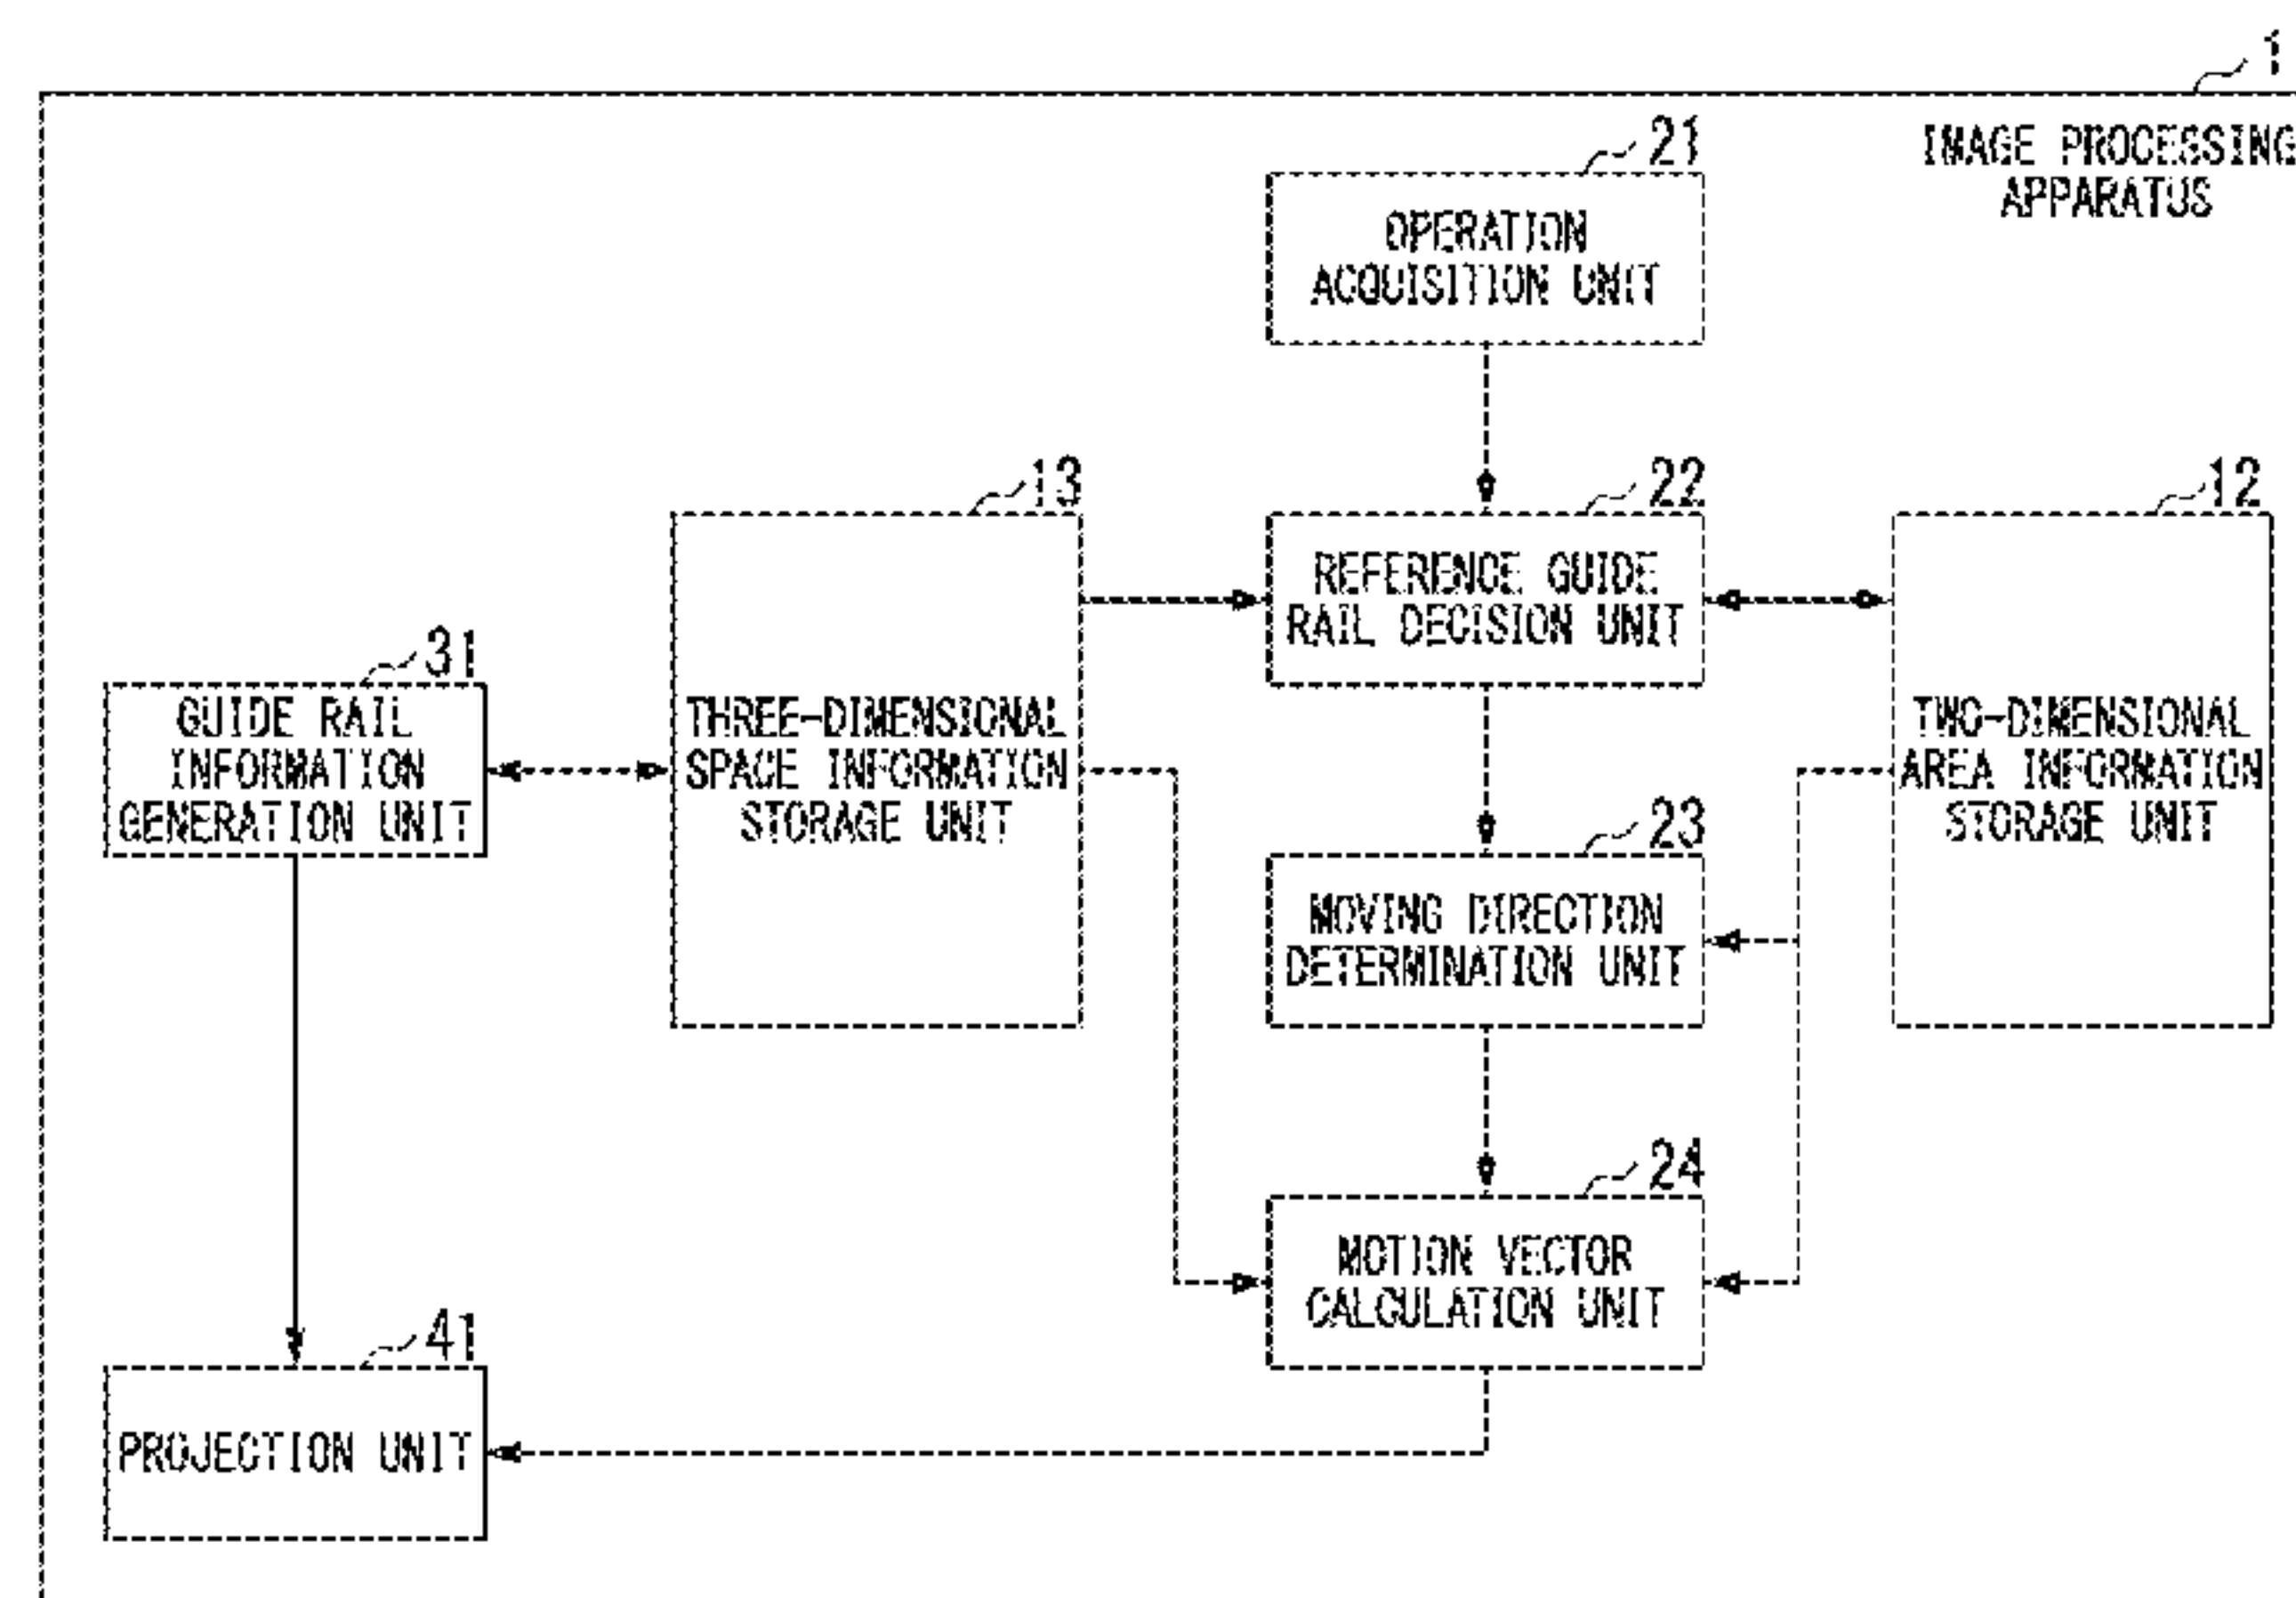 1
IMAGE PROCESSING
APPARATUS
21
OPERATION
ACQUISITION UNIT
13
22
12
REFERENCE GUIDE
RAIL DECISION UNIT
31
GUIDE RAIL
INFORMATION
GENERATION UNIT
THREE-DIMENSIONAL
SPACE INFORMATION
STORAGE UNIT
TWO-DIMENSIONAL
AREA INFORMATION
STORAGE UNIT
23
MOVING DIRECTION
DETERMINATION UNIT
24
MOTION VECTOR
CALCULATION UNIT
41
PROJECTION UNIT